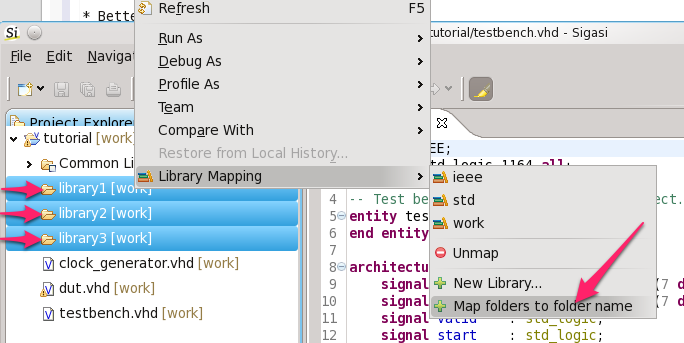 * Bette
Refresh F5
Si
tutorial/testbench.vhd - Sigasi
File Edit Navi
Run As
Debug As
Profile As
Team
Compare With
Restore from Local History...
Library Mapping
Project Explore
tutorial [work]
Common Li
library1 [work]
library2 [work]
library3 [work]
clock_generator.vhd [work]
dut.vhd [work]
testbench.vhd [work]
ieee
std
work
Unmap
New Library...
Map folders to folder name
EE;
std_logic_1164.all;
4 -- Test be ect.
5 entity tes
6 end entity
7
8 architectu
9 signal (7 d
10 signal
11 signal (7 d
12 signal valid : std_logic;
signal start : std_logic;